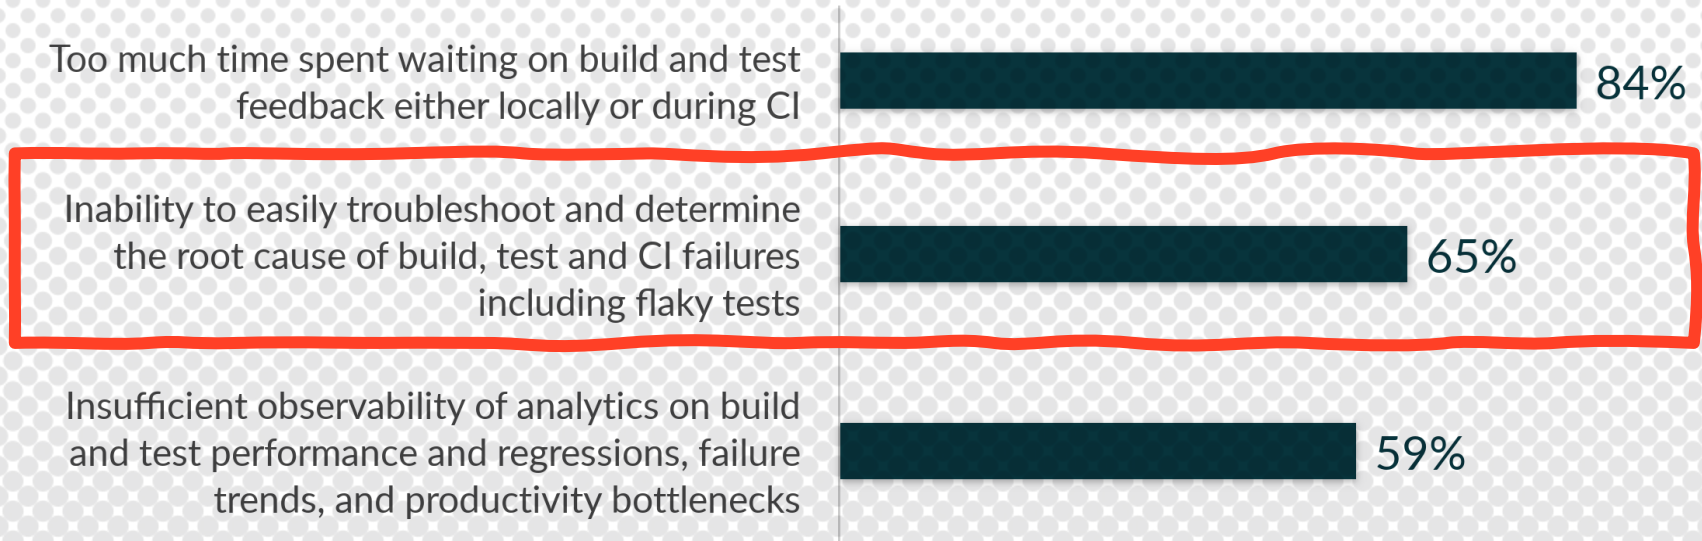 Too much time spent waiting on build and test
feedback either locally or during CI
84%
Inability to easily troubleshoot and determine
the root cause of build, test and CI failures
including flaky tests
65%
Insufficient observability of analytics on build
and test performance and regressions, failure
trends, and productivity bottlenecks
59%